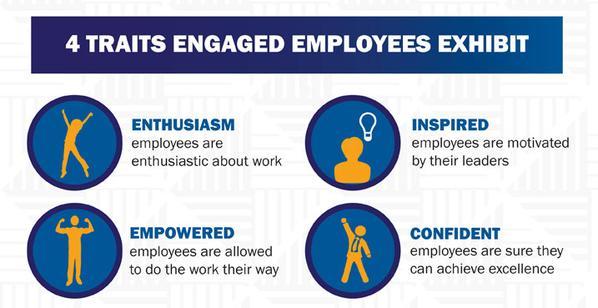 4 TRAITS ENGAGED EMPLOYEES EXHIBIT
ENTHUSIASM
employees are
enthusiastic about work
INSPIRED
employees are motivated
by their leaders
EMPOWERED
employees are allowed
to do the work their way
CONFIDENT
employees are sure they
can achieve excellence